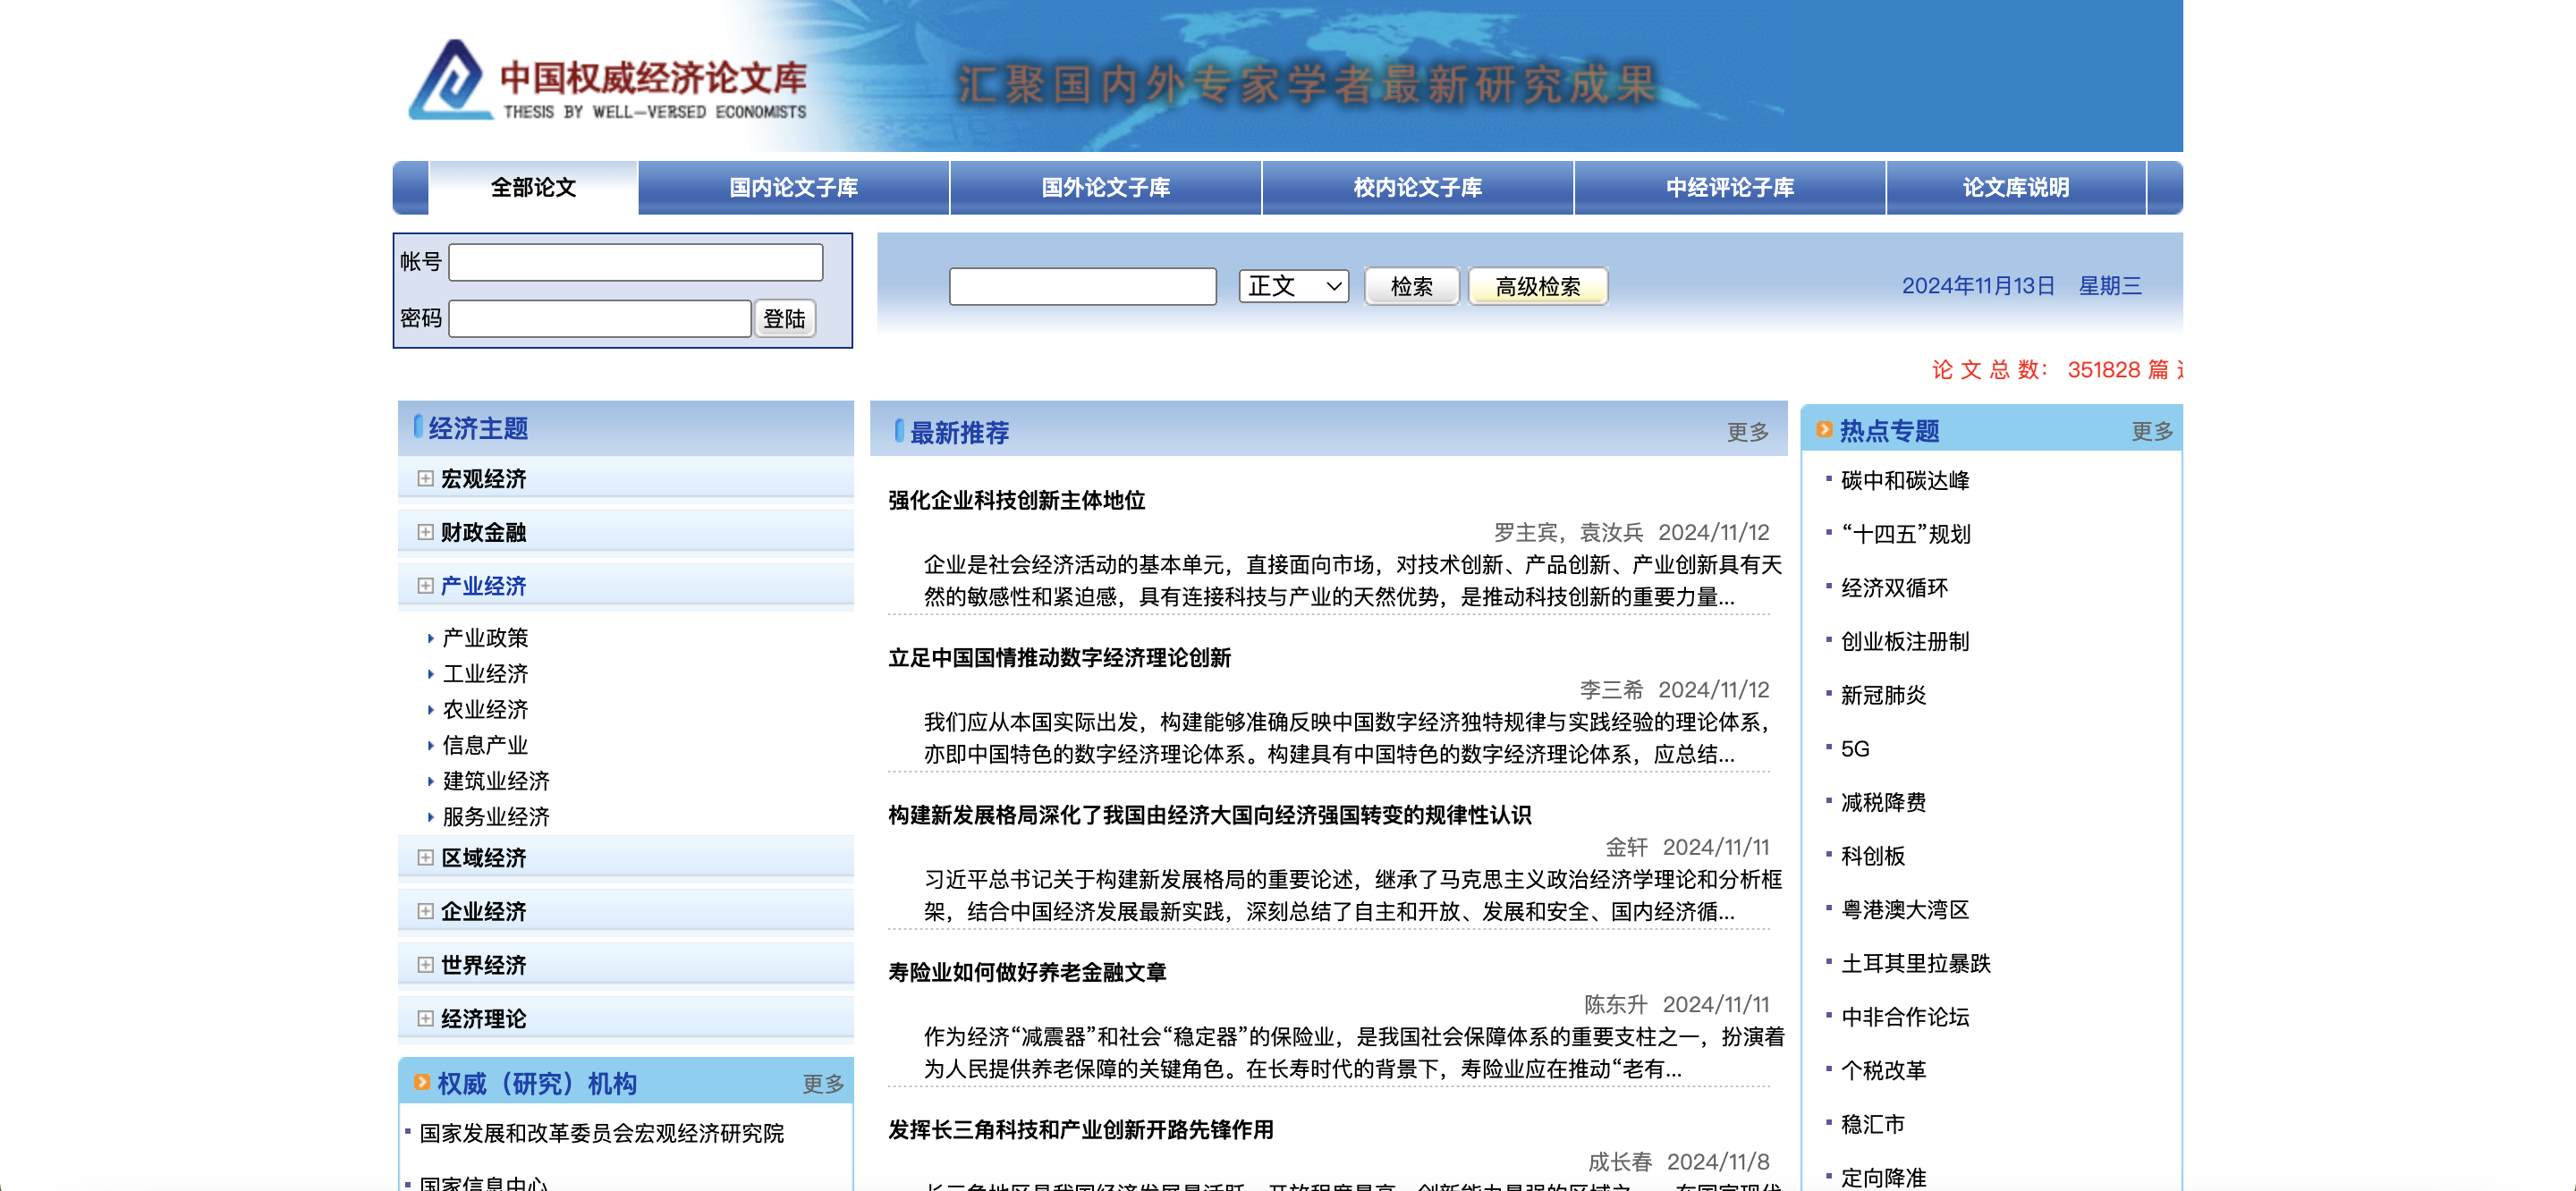 中国权威经济论文库
THESIS BY WELL-VERSED ECONOMISTS
汇聚国内外专家学者最新研究成果
全部论文 国内论文子库 国外论文子库 校内论文子库 中经评论子库 论文库说明
帐号
密码 登陆
正文 检索 高级检索
2024年11月13日 星期三
论文总数： 351828 篇
经济主题
宏观经济
财政金融
产业经济
产业政策
工业经济
农业经济
信息产业
建筑业经济
服务业经济
区域经济
企业经济
世界经济
经济理论
权威（研究）机构 更多
国家发展和改革委员会宏观经济研究院
国家信息中心
最新推荐 更多
强化企业科技创新主体地位
罗主宾，袁汝兵 2024/11/12
企业是社会经济活动的基本单元，直接面向市场，对技术创新、产品创新、产业创新具有天
然的敏感性和紧迫感，具有连接科技与产业的天然优势，是推动科技创新的重要力量...
立足中国国情推动数字经济理论创新
李三希 2024/11/12
我们应从本国实际出发，构建能够准确反映中国数字经济独特规律与实践经验的理论体系，
亦即中国特色的数字经济理论体系。构建具有中国特色的数字经济理论体系，应总结...
构建新发展格局深化了我国由经济大国向经济强国转变的规律性认识
金轩 2024/11/11
习近平总书记关于构建新发展格局的重要论述，继承了马克思主义政治经济学理论和分析框
架，结合中国经济发展最新实践，深刻总结了自主和开放、发展和安全、国内经济循...
寿险业如何做好养老金融文章
陈东升 2024/11/11
作为经济“减震器”和社会“稳定器”的保险业，是我国社会保障体系的重要支柱之一，扮演着
为人民提供养老保障的关键角色。在长寿时代的背景下，寿险业应在推动“老有...
发挥长三角科技和产业创新开路先锋作用
成长春 2024/11/8
热点专题 更多
碳中和碳达峰
“十四五”规划
经济双循环
创业板注册制
新冠肺炎
5G
减税降费
科创板
粤港澳大湾区
土耳其里拉暴跌
中非合作论坛
个税改革
稳汇市
定向降准